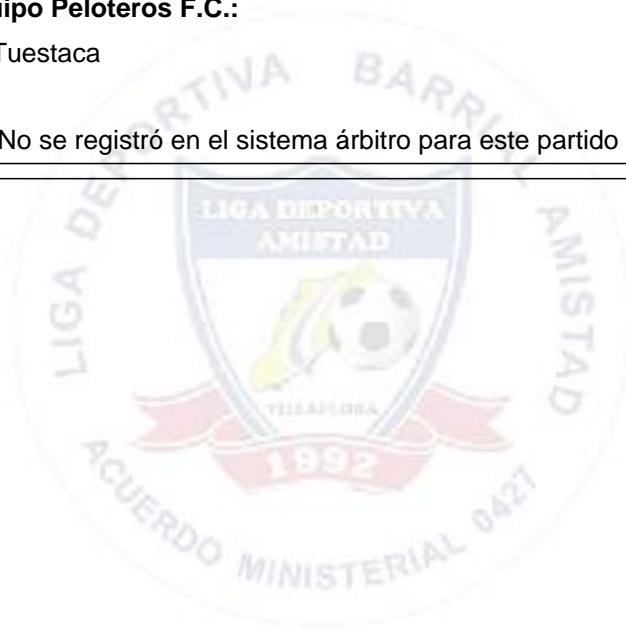 uipo Peloteros F.C.:
Tuestaca
No se registró en el sistema árbitro para este partido
LIGA DEPORTIVA BARRIAL AMISTAD
LIGA DEPORTIVA
AMISTAD
VILLAFLORA
1992
ACUERDO MINISTERIAL 0427